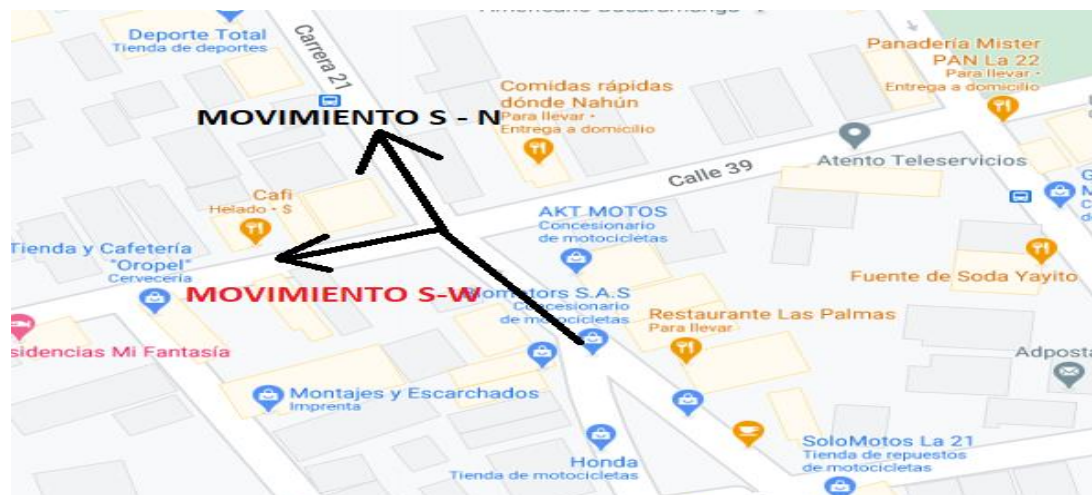 Deporte Total
Tienda de deportes
Carrera 21
Panadería Mister
PAN La 22
Para llevar ·
Entrega a domicilio
MOVIMIENTO S - N
Comidas rápidas
dónde Nahún
Para llevar ·
Entrega a domicilio
Atento Teleservicios
Calle 39
Cafi
Helado · $
AKT MOTOS
Concesionario
de motocicletas
Tienda y Cafetería
"Oropel"
Cervecería
Fuente de Soda Yayito
MOVIMIENTO S-W
S.A.S
Concesionario
de motocicletas
Restaurante Las Palmas
Para llevar
sidencias Mi Fantasía
Adposta
Montajes y Escarchados
Imprenta
SoloMotos La 21
Tienda de repuestos
de motocicletas
Honda
Tienda de motocicletas